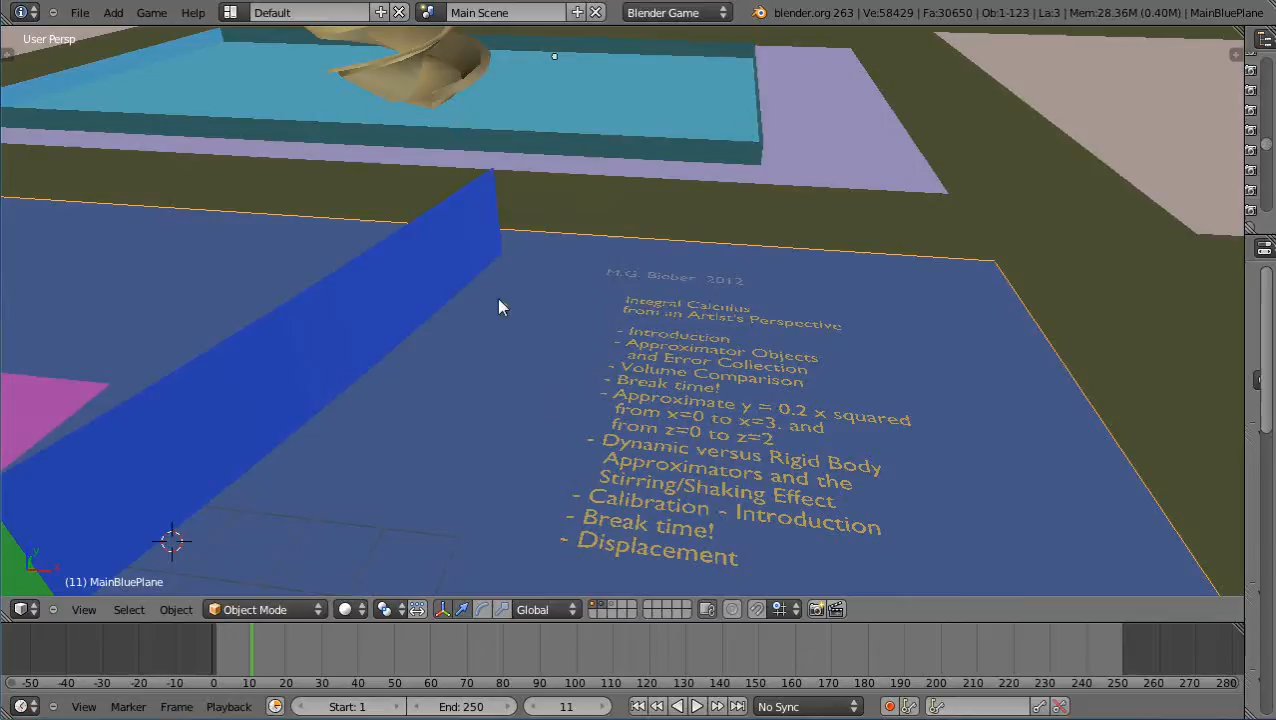 File Add Game Render Help Default Main Scene Blender Game blender.org 263 | Ve:58429 | Fa:30650 | Ob:1-123 | La:3 | Mem:28.36M (0.40M) | MainBluePlane
User Persp
M.G. Bieber 2012
Integral Calculus
from an Artist's Perspective
- Introduction
- Approximator Objects
and Error Collection
- Volume Comparison
- Break time!
- Approximate y = 0.2 x squared
from x=0 to x=3. and
from z=0 to z=2
- Dynamic versus Rigid Body
Approximators and the
Stirring/Shaking Effect
- Calibration - Introduction
- Break time!
- Displacement
y
x
(11) MainBluePlane
View Select Object Object Mode Global
-50 -40 -30 -20 -10 0 10 20 30 40 50 60 70 80 90 100 110 120 130 140 150 160 170 180 190 200 210 220 230 240 250 260 270 280
View Marker Frame Playback Start: 1 End: 250 11 No Sync